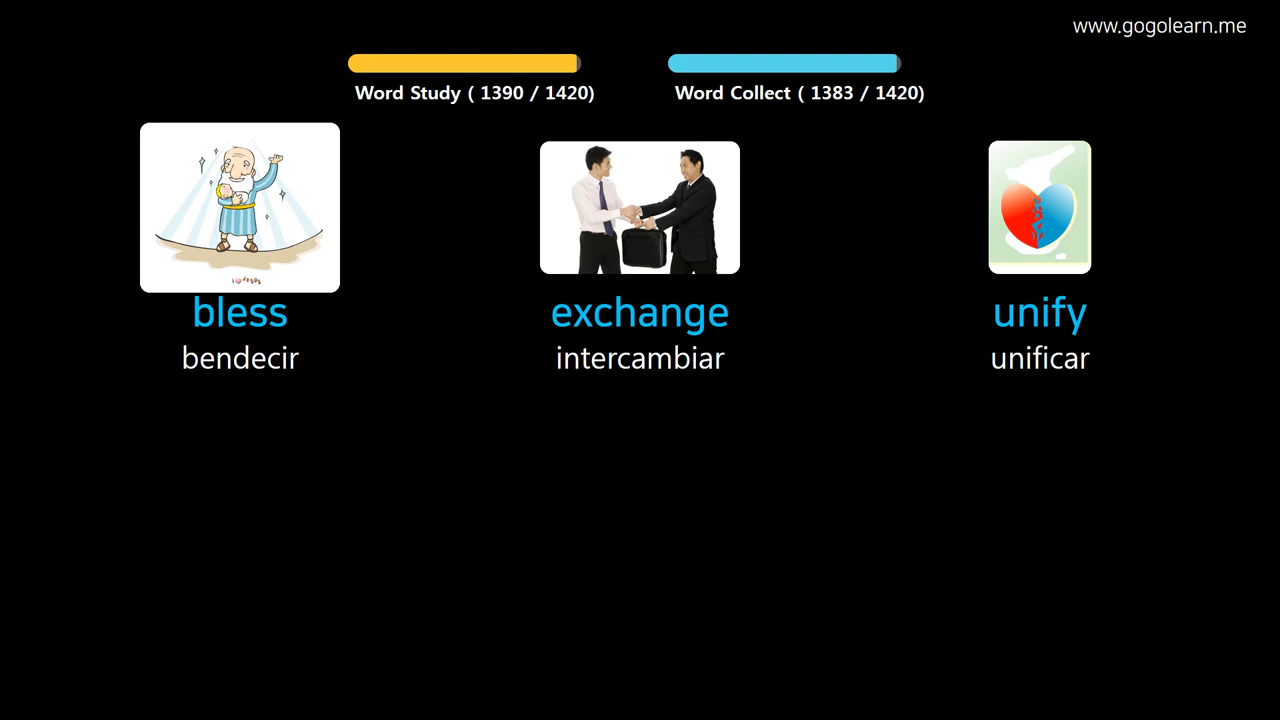 www.gogolearn.me
Word Study ( 1390 / 1420)
Word Collect ( 1383 / 1420)
bless
bendecir
exchange
intercambiar
unify
unificar